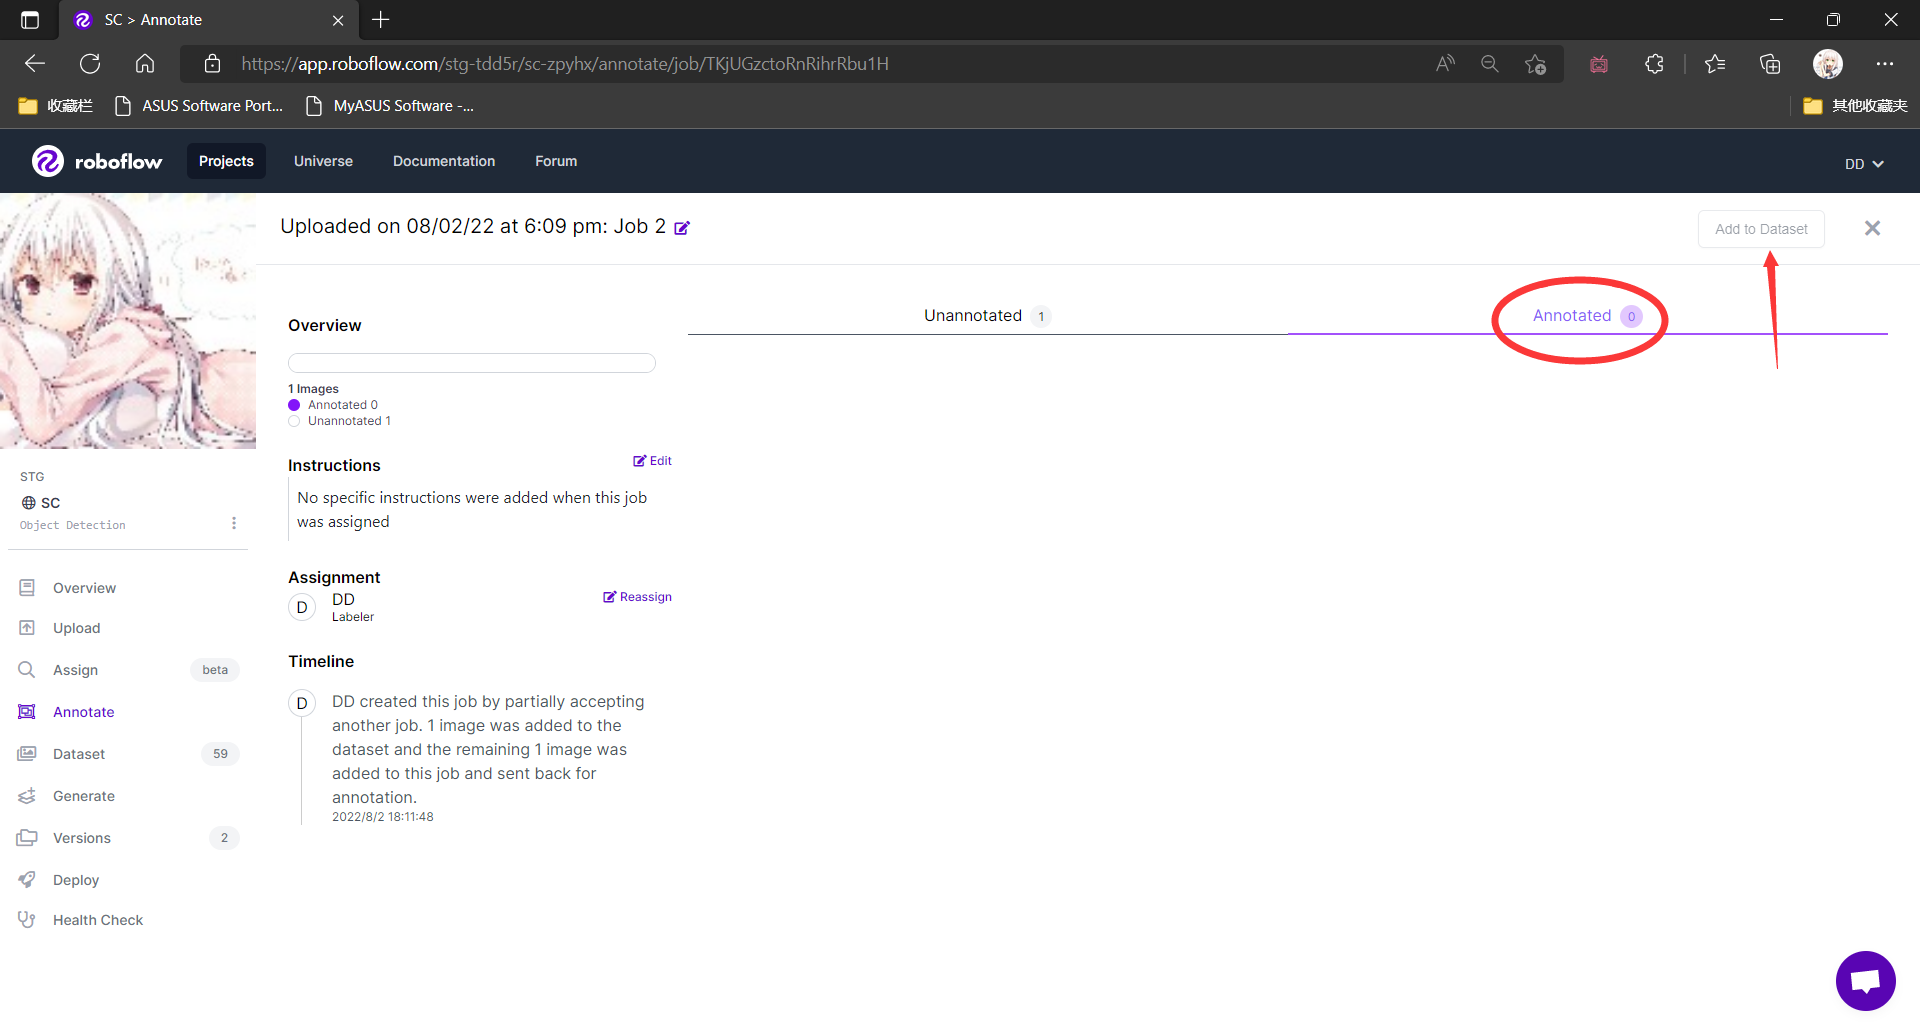 SC > Annotate
https://app.roboflow.com/stg-tdd5r/sc-zpyhx/annotate/job/TKjUGzctoRnRihrRbu1H
收藏栏 ASUS Software Port... MyASUS Software -... 其他收藏夹
roboflow Projects Universe Documentation Forum DD
Uploaded on 08/02/22 at 6:09 pm: Job 2 Add to Dataset
Overview
Unannotated 1 Annotated 0
1 Images
Annotated 0
Unannotated 1
Instructions Edit
No specific instructions were added when this job
was assigned
Assignment
D DD Reassign
Labeler
Timeline
D DD created this job by partially accepting
another job. 1 image was added to the
dataset and the remaining 1 image was
added to this job and sent back for
annotation.
2022/8/2 18:11:48
STG
SC
Object Detection
Overview
Upload
Assign beta
Annotate
Dataset 59
Generate
Versions 2
Deploy
Health Check